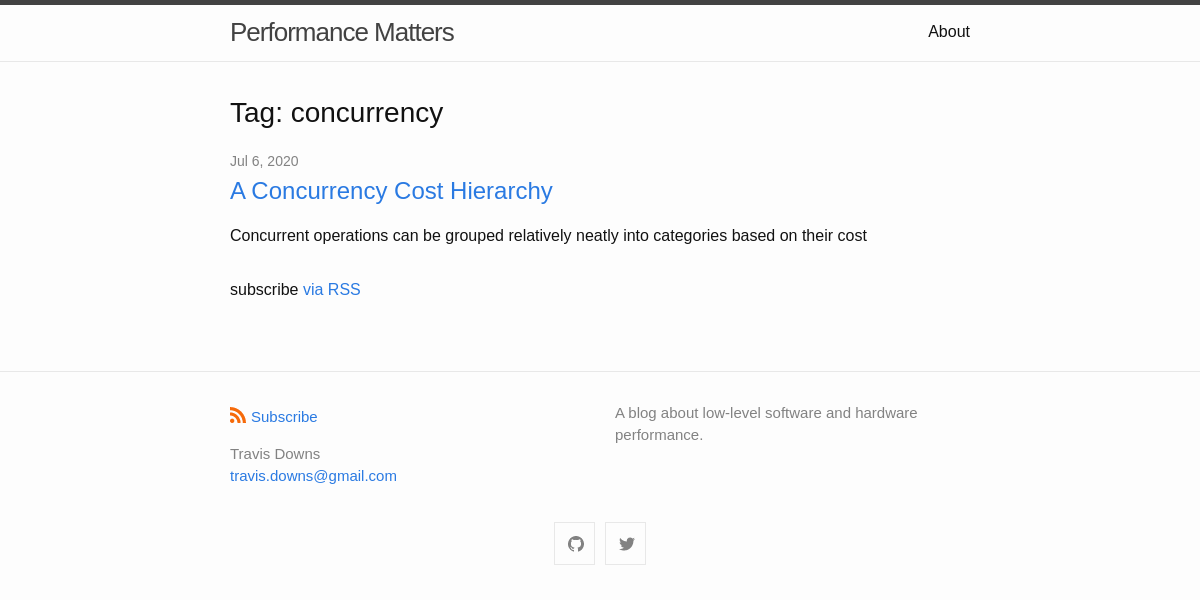 Performance Matters
About
Tag: concurrency
Jul 6, 2020
A Concurrency Cost Hierarchy
Concurrent operations can be grouped relatively neatly into categories based on their cost
subscribe via RSS
Subscribe
Travis Downs
travis.downs@gmail.com
A blog about low-level software and hardware
performance.